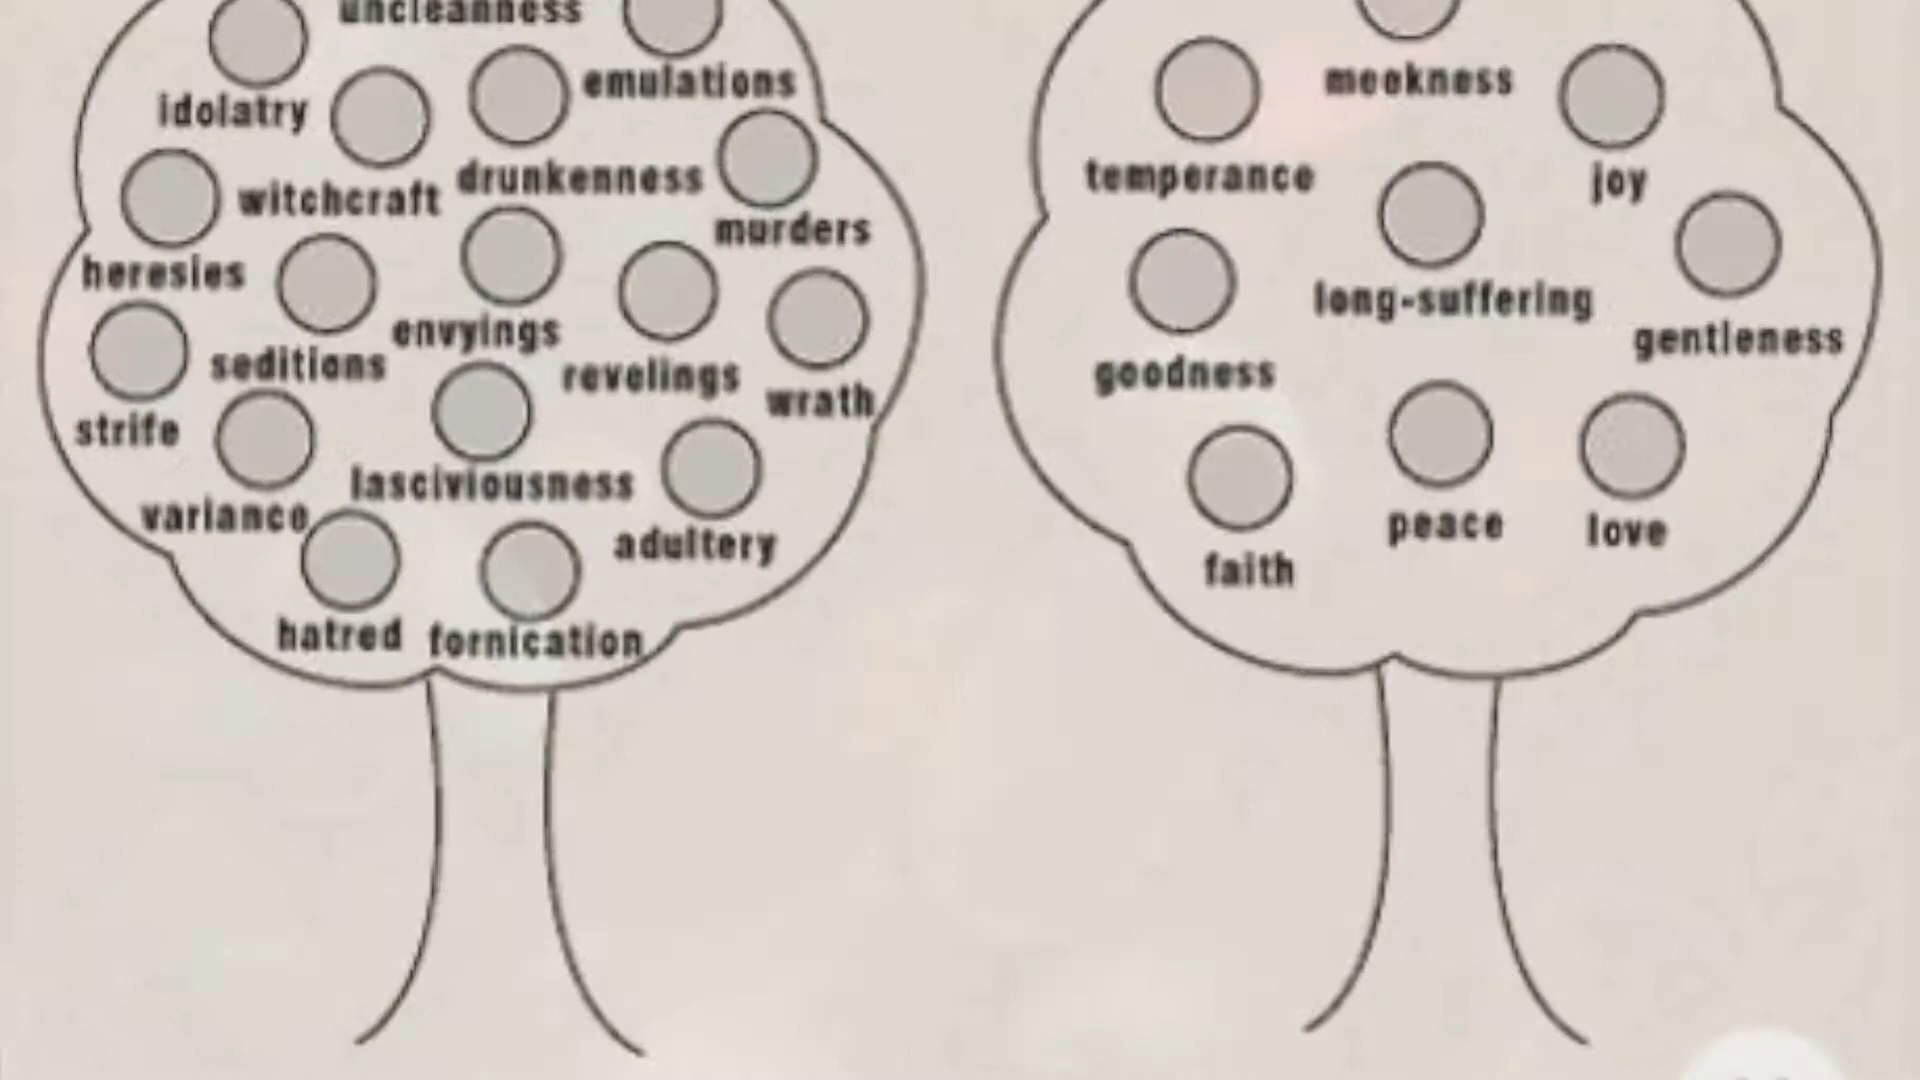 uncleanness
emulations
idolatry
drunkenness
witchcraft
murders
heresies
envyings
seditions
revelings
wrath
strife
lasciviousness
variance
adultery
hatred
fornication
meekness
temperance
joy
long-suffering
gentleness
goodness
peace
love
faith